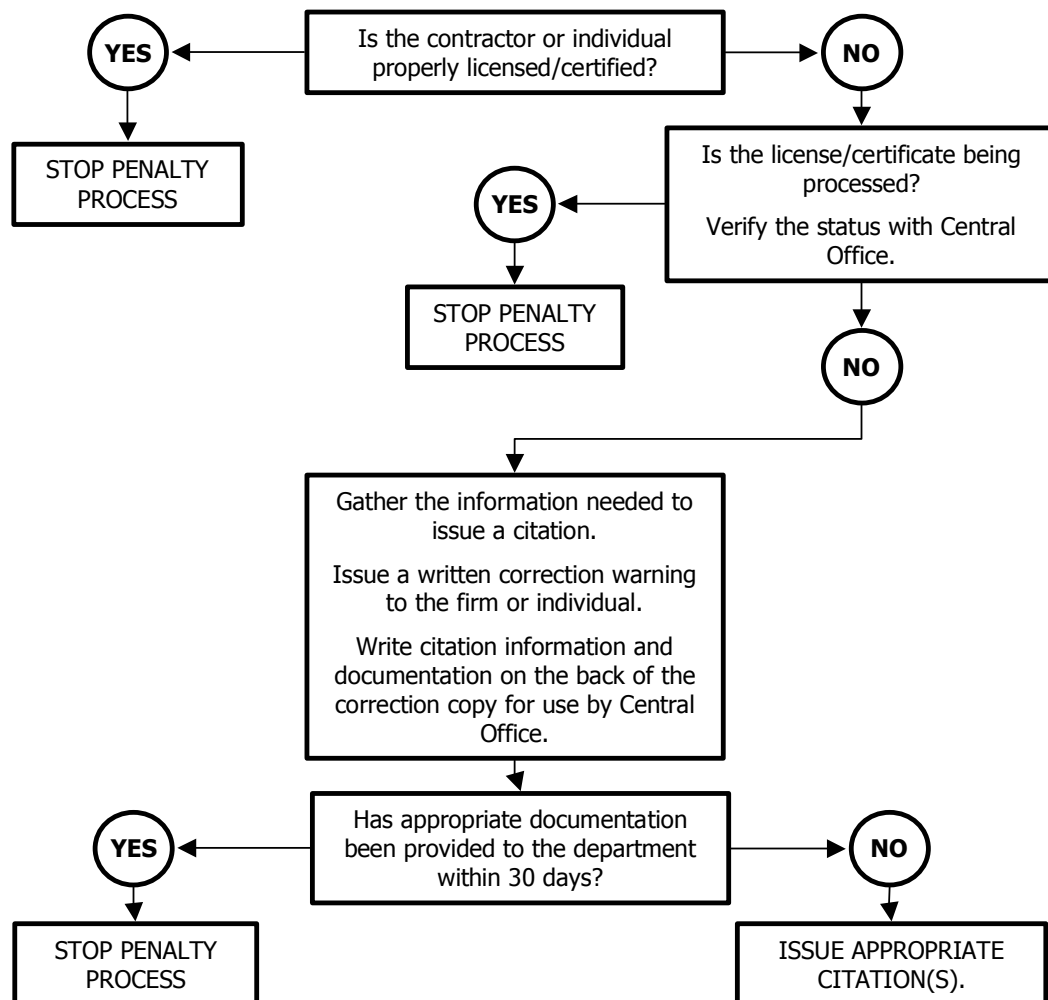 YES
Is the contractor or individual
properly licensed/certified?
NO
STOP PENALTY
PROCESS
Is the license/certificate being
processed?
Verify the status with Central
Office.
YES
STOP PENALTY
PROCESS
NO
Gather the information needed to
issue a citation.
Issue a written correction warning
to the firm or individual.
Write citation information and
documentation on the back of the
correction copy for use by Central
Office.
YES
Has appropriate documentation
been provided to the department
within 30 days?
NO
STOP PENALTY
PROCESS
ISSUE APPROPRIATE
CITATION(S).